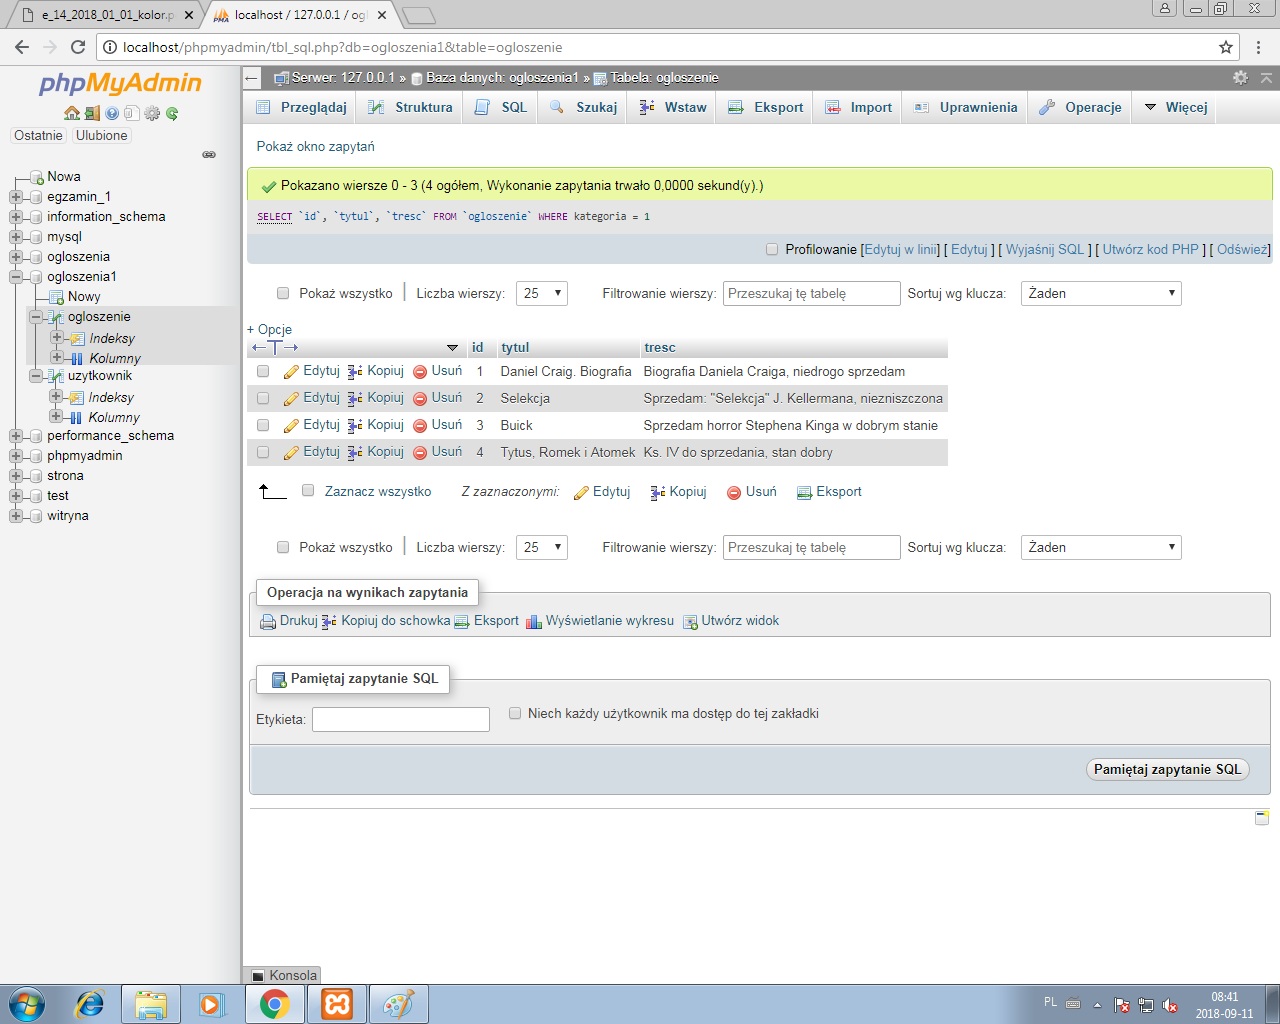 e_14_2018_01_01_kolor.p
localhost / 127.0.0.1 / ogl
localhost/phpmyadmin/tbl_sql.php?db=ogloszenia1&table=ogloszenie
phpMyAdmin
Ostatnie Ulubione
Nowa
egzamin_1
information_schema
mysql
ogloszenia
ogloszenia1
Nowy
ogloszenie
Indeksy
Kolumny
uzytkownik
Indeksy
Kolumny
performance_schema
phpmyadmin
strona
test
witryna
Serwer: 127.0.0.1 » Baza danych: ogloszenia1 » Tabela: ogloszenie
Przeglądaj Struktura SQL Szukaj Wstaw Eksport Import Uprawnienia Operacje Więcej
Pokaż okno zapytań
Pokazano wiersze 0 - 3 (4 ogółem, Wykonanie zapytania trwało 0,0000 sekund(y).)
SELECT `id`, `tytul`, `tresc` FROM `ogloszenie` WHERE kategoria = 1
Profilowanie [Edytuj w linii] [ Edytuj ] [ Wyjaśnij SQL ] [ Utwórz kod PHP ] [ Odśwież]
Pokaż wszystko Liczba wierszy: 25 Filtrowanie wierszy: Przeszukaj tę tabelę Sortuj wg klucza: Żaden
+ Opcje
←T→ id tytul tresc
Edytuj Kopiuj Usuń 1 Daniel Craig. Biografia Biografia Daniela Craiga, niedrogo sprzedam
Edytuj Kopiuj Usuń 2 Selekcja Sprzedam: "Selekcja" J. Kellermana, niezniszczona
Edytuj Kopiuj Usuń 3 Buick Sprzedam horror Stephena Kinga w dobrym stanie
Edytuj Kopiuj Usuń 4 Tytus, Romek i Atomek Ks. IV do sprzedania, stan dobry
Zaznacz wszystko Z zaznaczonymi: Edytuj Kopiuj Usuń Eksport
Pokaż wszystko Liczba wierszy: 25 Filtrowanie wierszy: Przeszukaj tę tabelę Sortuj wg klucza: Żaden
Operacja na wynikach zapytania
Drukuj Kopiuj do schowka Eksport Wyświetlanie wykresu Utwórz widok
Pamiętaj zapytanie SQL
Etykieta: Niech każdy użytkownik ma dostęp do tej zakładki
Pamiętaj zapytanie SQL
Konsola
PL
08:41
2018-09-11